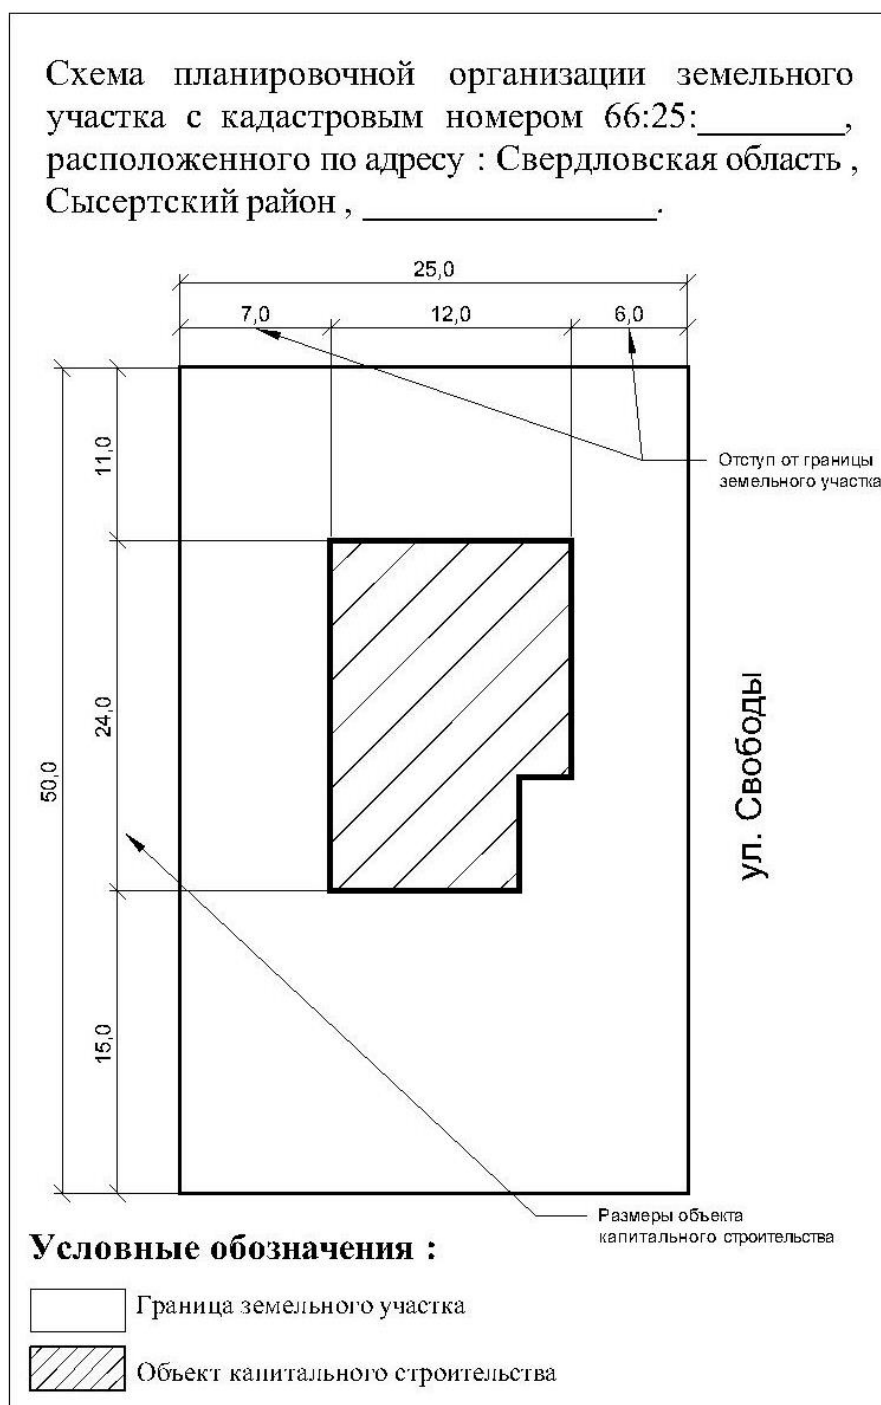 Схема планировочной организации земельного
участка с кадастровым номером 66:25:_________,
расположенного по адресу : Свердловская область ,
Сысертский район , __________________.
25,0
7,0 12,0 6,0
11,0
Отступ от границы
земельного участка
24,0
50,0
ул. Свободы
15,0
Размеры объекта
капитального строительства
Условные обозначения :
Граница земельного участка
Объект капитального строительства